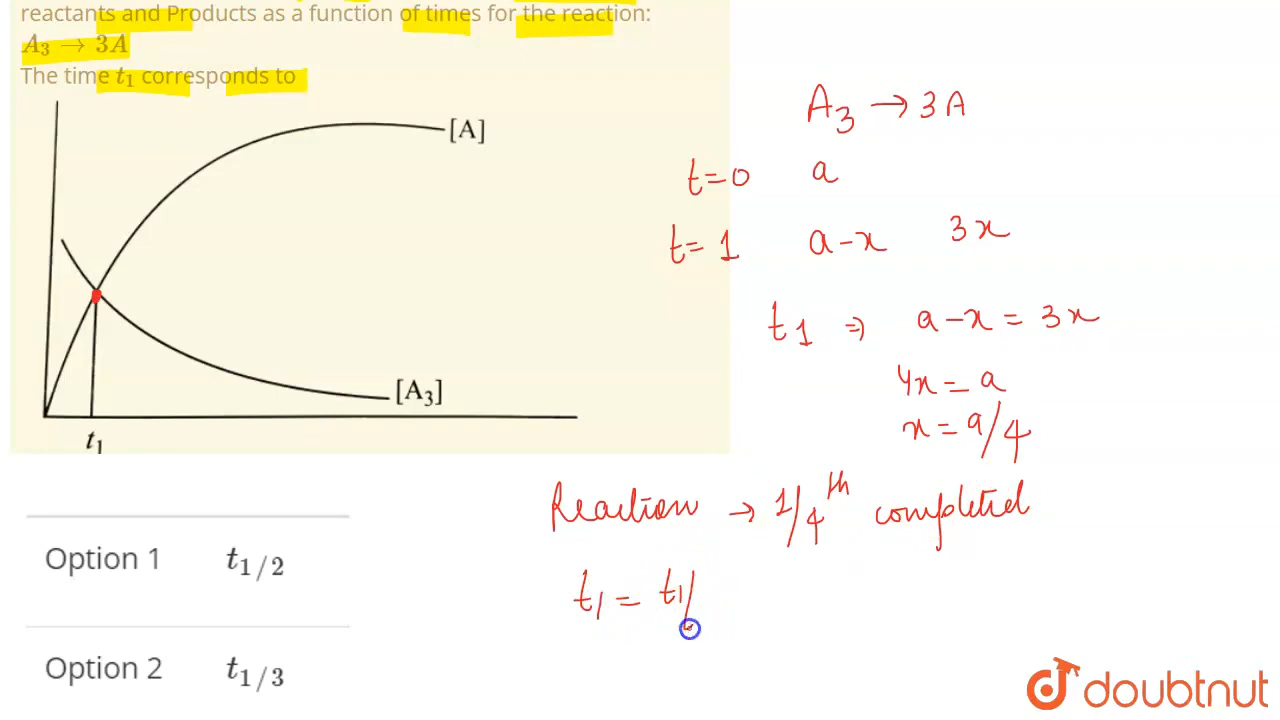 reactants and Products as a function of times for the reaction:
A₃ → 3A
The time t₁ corresponds to
[A]
[A₃]
t₁
A₃ → 3A
t=0 a
t=1 a-x 3x
t1 ⇒ a-x = 3x
4x = a
x = a/4
Reaction → 1/4th completed
t1 = t1/
Option 1 t₁/₂
Option 2 t₁/₃
doubtnut